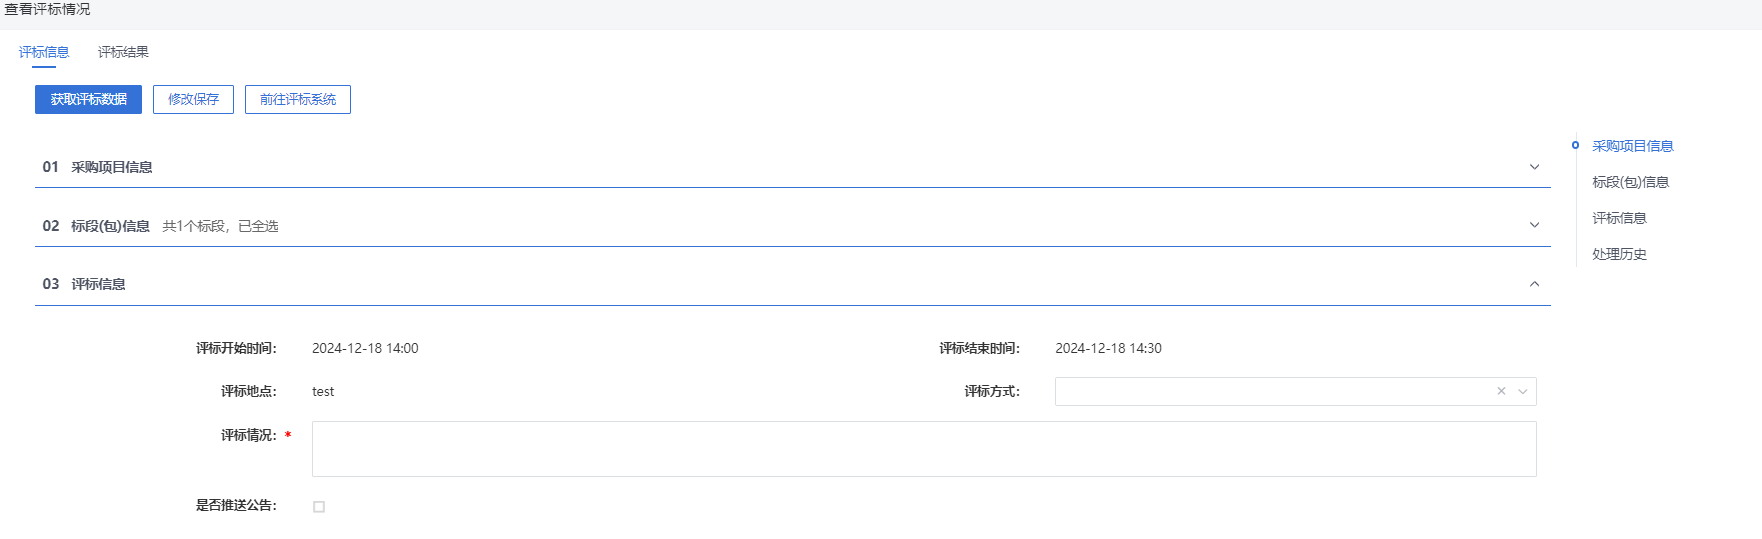 查看评标情况
评标信息 评标结果
获取评标数据 修改保存 前往评标系统
01 采购项目信息
02 标段(包)信息 共1个标段，已全选
03 评标信息
评标开始时间： 2024-12-18 14:00 评标结束时间： 2024-12-18 14:30
评标地点： test 评标方式：
评标情况： *
是否推送公告：
采购项目信息
标段(包)信息
评标信息
处理历史